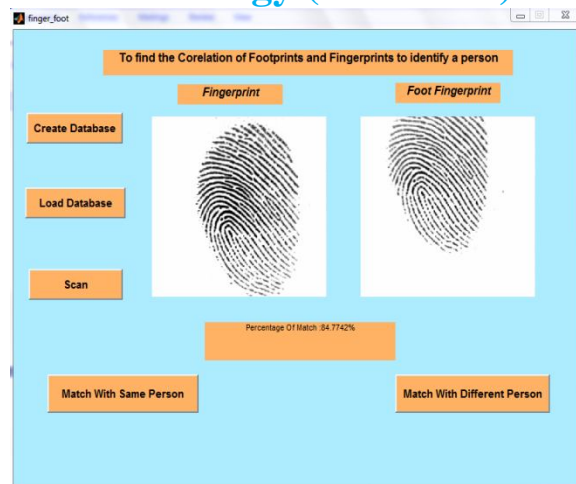 finger_foot
To find the Corelation of Footprints and Fingerprints to identify a person
Fingerprint
Foot Fingerprint
Create Database
Load Database
Scan
Percentage Of Match :84.7742%
Match With Same Person
Match With Different Person